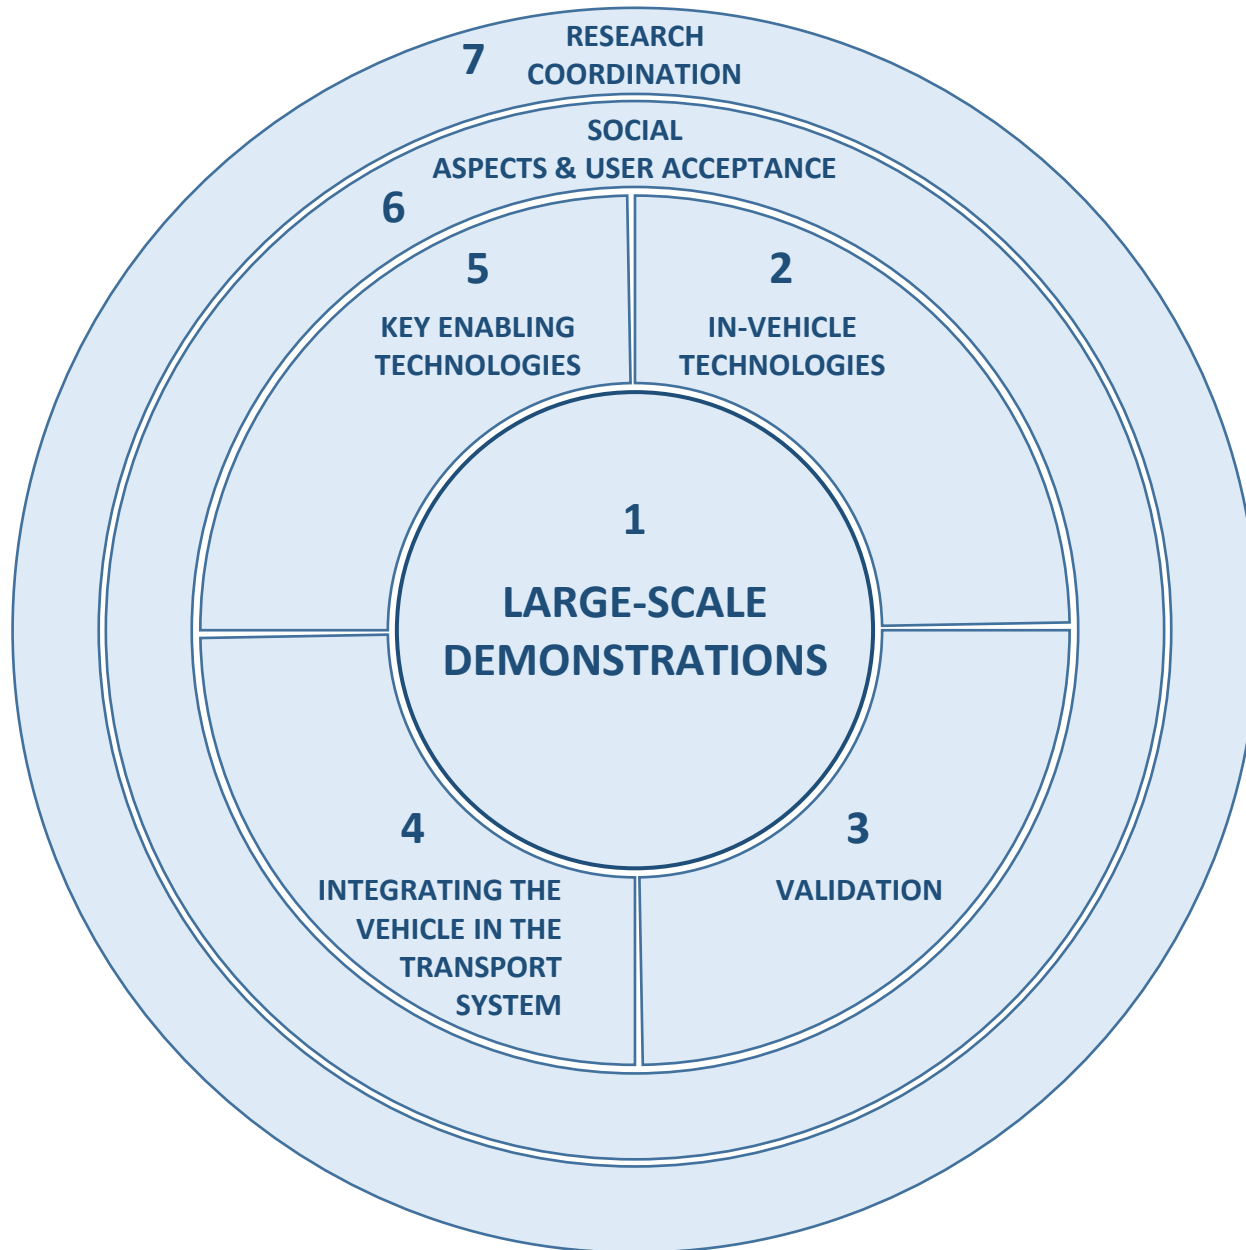 7
RESEARCH
COORDINATION
SOCIAL
ASPECTS & USER ACCEPTANCE
6
5
KEY ENABLING
TECHNOLOGIES
2
IN-VEHICLE
TECHNOLOGIES
1
LARGE-SCALE
DEMONSTRATIONS
4
INTEGRATING THE
VEHICLE IN THE
TRANSPORT
SYSTEM
3
VALIDATION